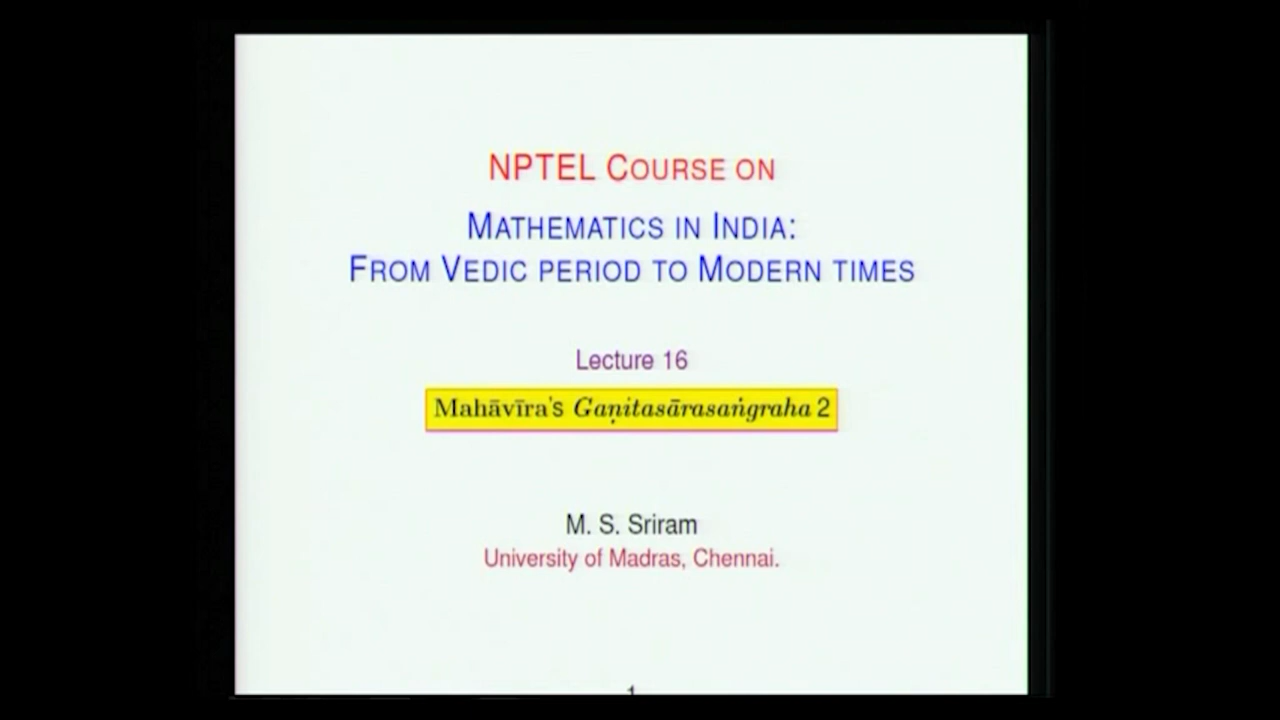 NPTEL COURSE ON
MATHEMATICS IN INDIA:
FROM VEDIC PERIOD TO MODERN TIMES
Lecture 16
Mahāvīra's Gaṇitasārasaṅgraha 2
M. S. Sriram
University of Madras, Chennai.
1